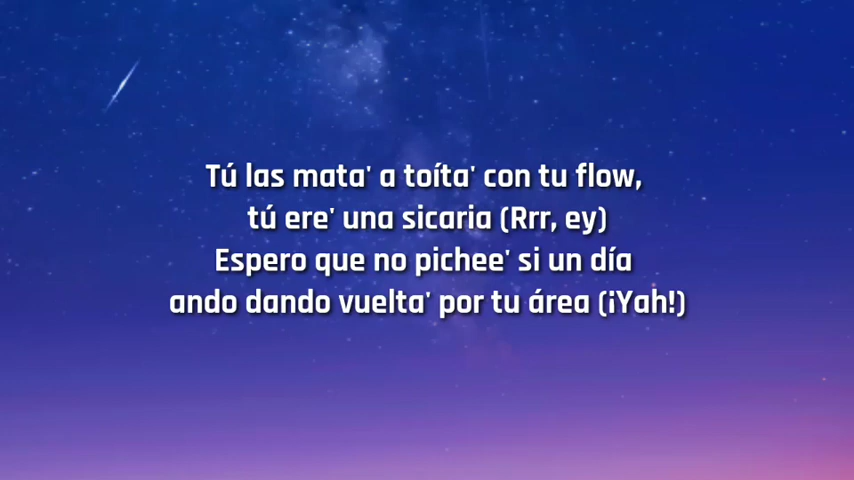 Tú las mata' a toíta' con tu flow,
tú ere' una sicaria (Rrr, ey)
Espero que no pichee' si un día
ando dando vuelta' por tu área (¡Yah!)